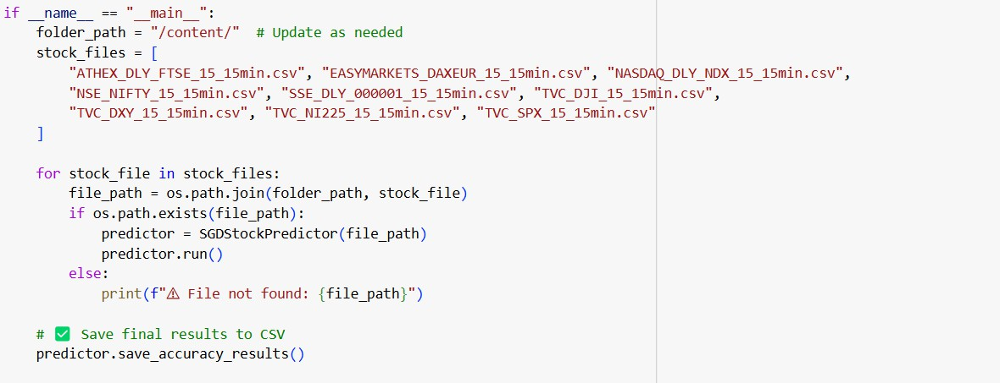 if __name__ == "__main__":
    folder_path = "/content/"  # Update as needed
    stock_files = [
        "ATHEX_DLY_FTSE_15_15min.csv", "EASYMARKETS_DAXEUR_15_15min.csv", "NASDAQ_DLY_NDX_15_15min.csv",
        "NSE_NIFTY_15_15min.csv", "SSE_DLY_000001_15_15min.csv", "TVC_DJI_15_15min.csv",
        "TVC_DXY_15_15min.csv", "TVC_NI225_15_15min.csv", "TVC_SPX_15_15min.csv"
    ]
    for stock_file in stock_files:
        file_path = os.path.join(folder_path, stock_file)
        if os.path.exists(file_path):
            predictor = SGDStockPredictor(file_path)
            predictor.run()
        else:
            print(f"⚠ File not found: {file_path}")
    # ✅ Save final results to CSV
    predictor.save_accuracy_results()